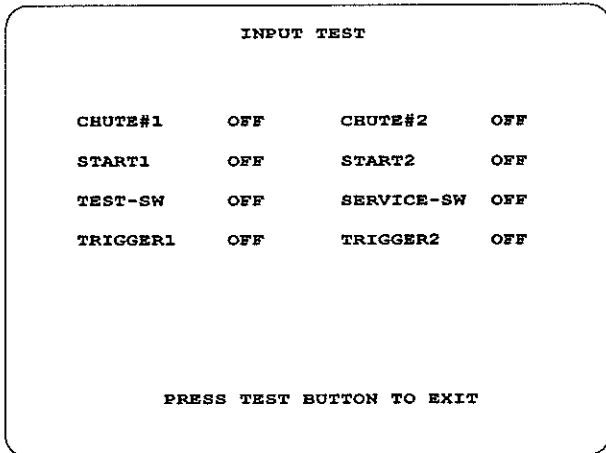 INPUT TEST
CHUTE#1 OFF CHUTE#2 OFF
START1 OFF START2 OFF
TEST-SW OFF SERVICE-SW OFF
TRIGGER1 OFF TRIGGER2 OFF
PRESS TEST BUTTON TO EXIT